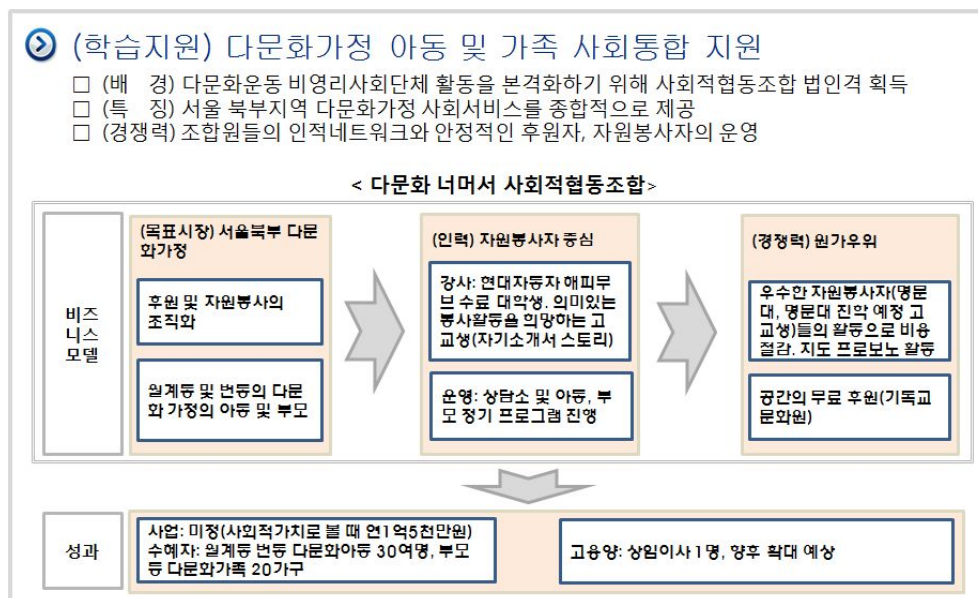 (학습지원) 다문화가정 아동 및 가족 사회통합 지원
□ (배 경) 다문화운동 비영리사회단체 활동을 본격화하기 위해 사회적협동조합 법인격 획득
□ (특 징) 서울 북부지역 다문화가정 사회서비스를 종합적으로 제공
□ (경쟁력) 조합원들의 인적네트워크와 안정적인 후원자, 자원봉사자의 운영
< 다문화 너머서 사회적협동조합>
비즈
니스
모델
(목표시장) 서울북부 다문
화가정
후원 및 자원봉사의
조직화
월계동 및 번동의 다문
화 가정의 아동 및 부모
(인력) 자원봉사자 중심
강사: 현대자동차 해피무
브 수료 대학생. 의미있는
봉사활동을 희망하는 고
교생(자기소개서 스토리)
운영: 상담소 및 아동, 부
모 정기 프로그램 진행
(경쟁력) 원가우위
우수한 자원봉사자(명문
대, 명문대 진학 예정 고
교생)들의 활동으로 비용
절감. 지도 프로보노 활동
공간의 무료 후원(기독교
문화원)
성과
사업: 미정(사회적가치로 볼 때 연1억5천만원)
수혜자: 월계동 번동 다문화아동 30여명, 부모
등 다문화가족 20가구
고용양: 상임이사 1명, 향후 확대 예상